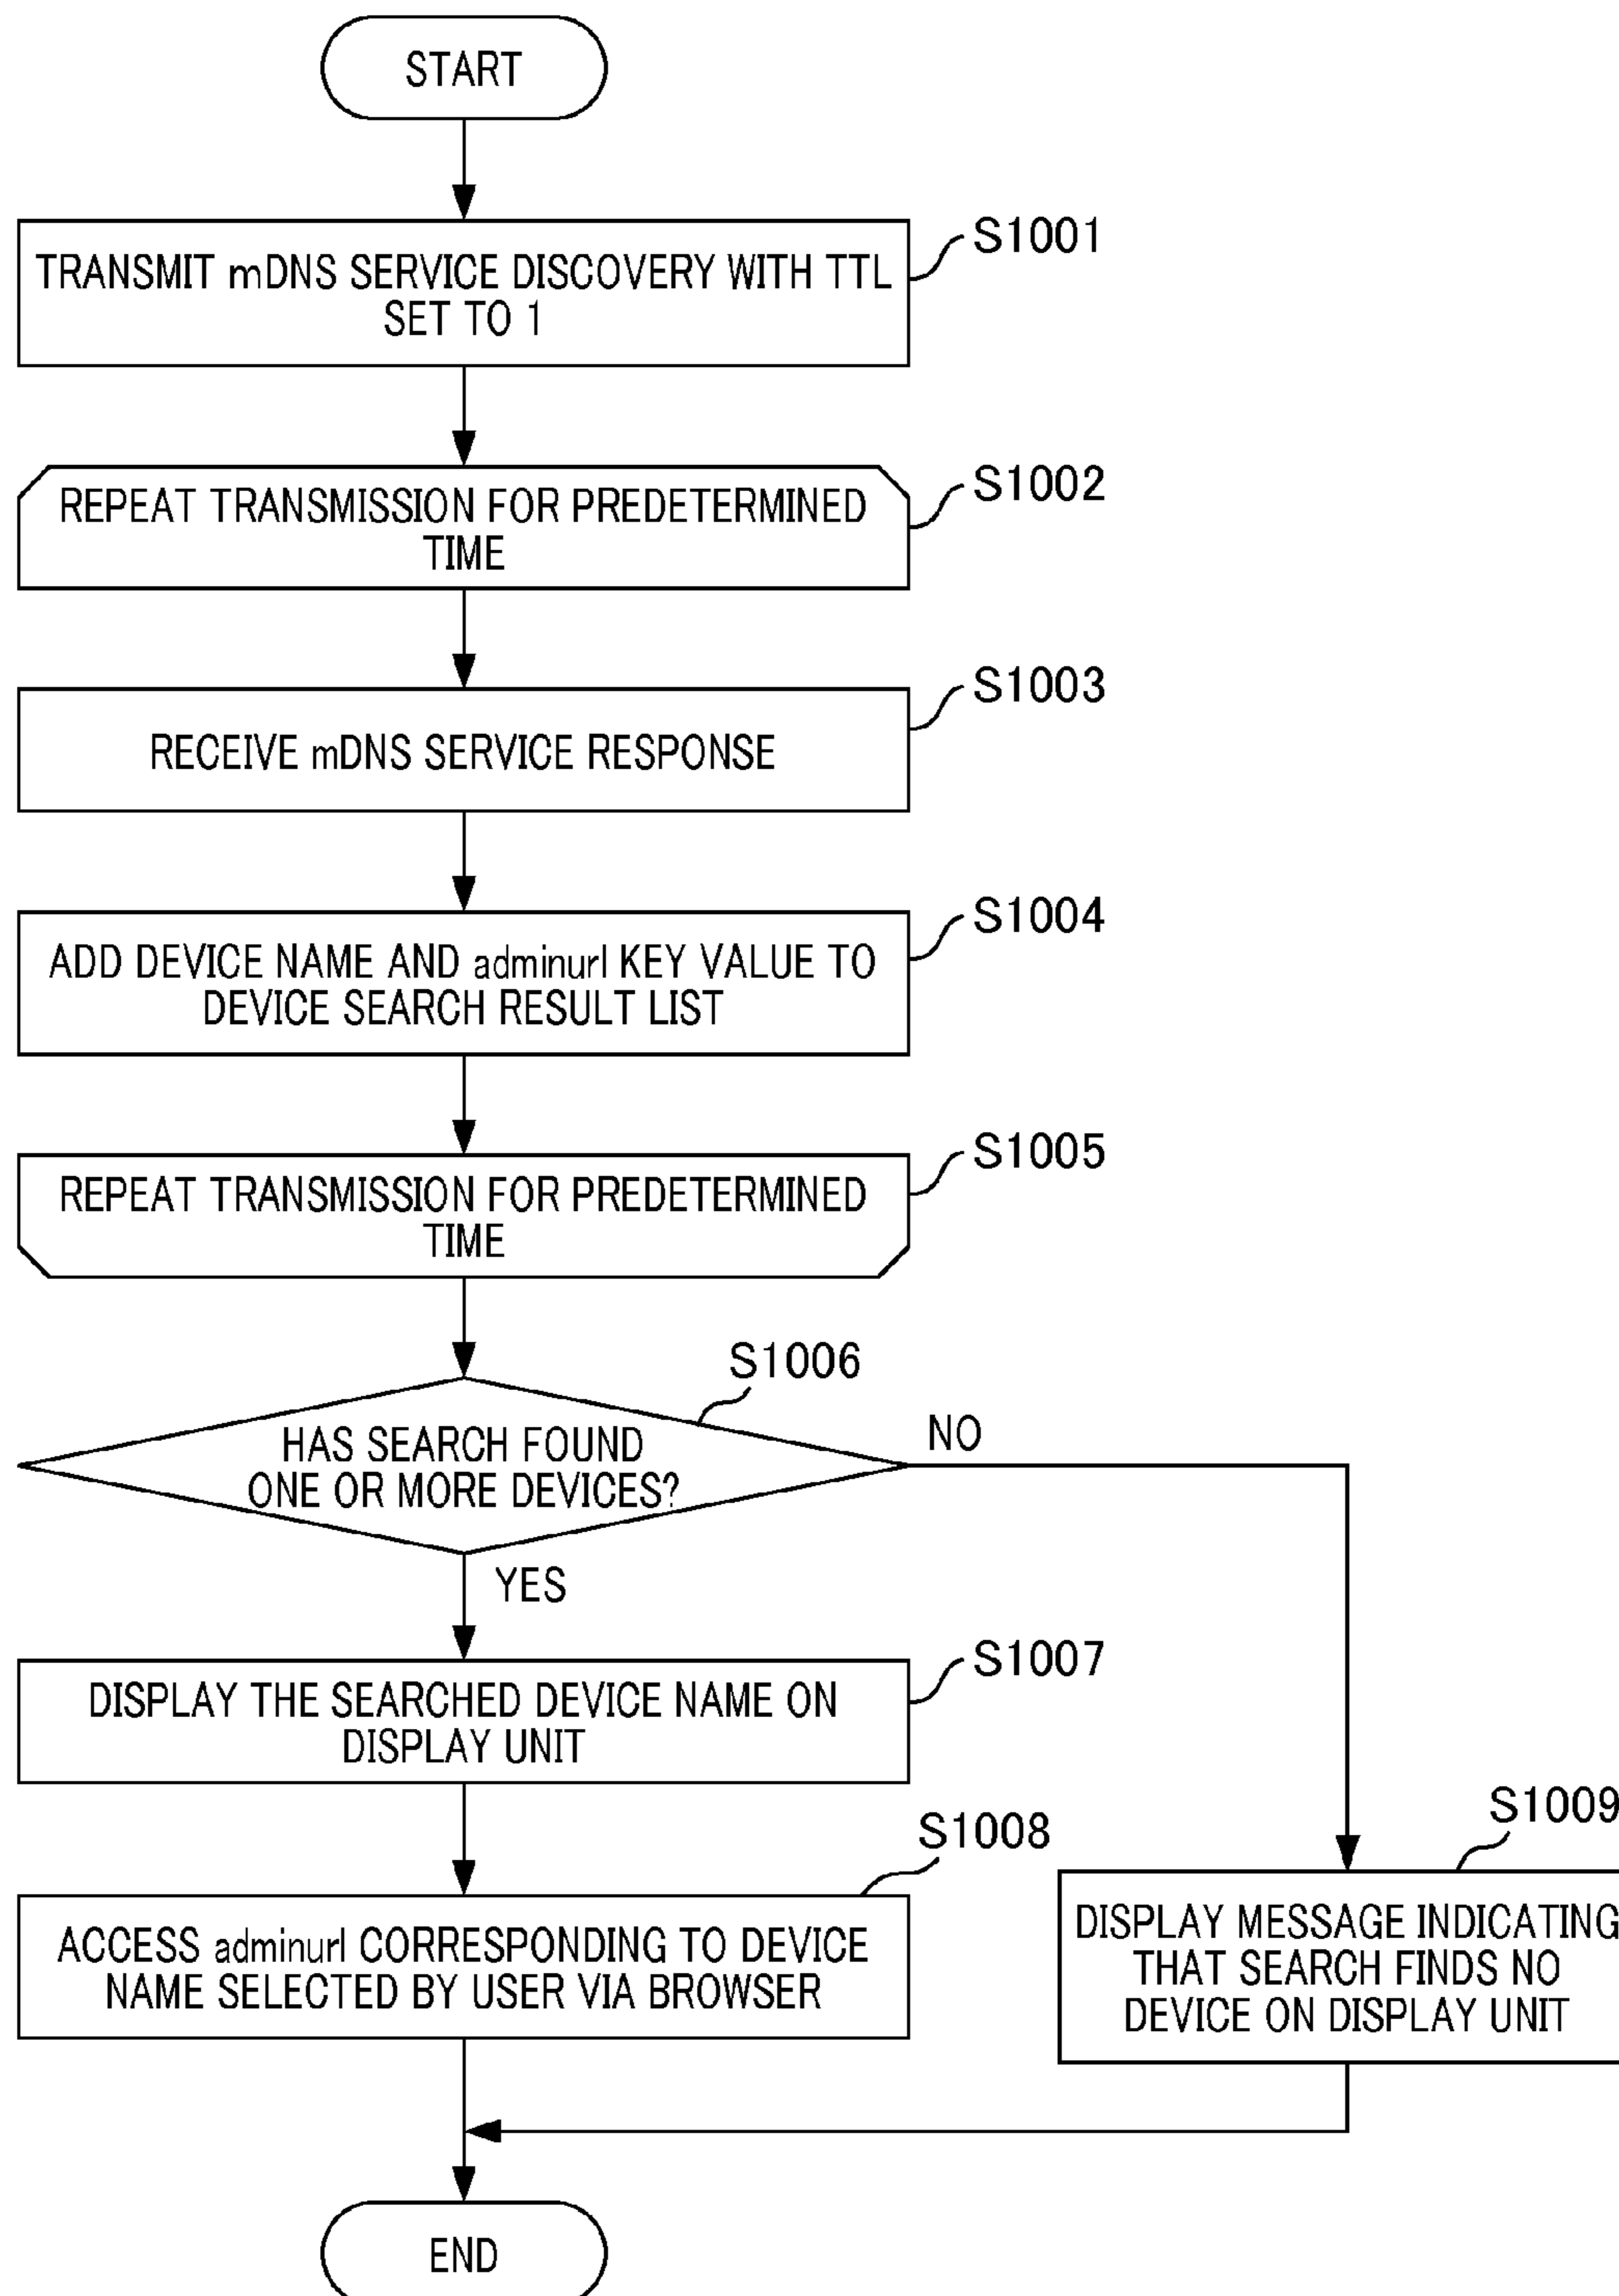 START
S1001
TRANSMIT mDNS SERVICE DISCOVERY WITH TTL
SET TO 1
S1002
REPEAT TRANSMISSION FOR PREDETERMINED
TIME
S1003
RECEIVE mDNS SERVICE RESPONSE
S1004
ADD DEVICE NAME AND adminurl KEY VALUE TO
DEVICE SEARCH RESULT LIST
S1005
REPEAT TRANSMISSION FOR PREDETERMINED
TIME
S1006
HAS SEARCH FOUND
ONE OR MORE DEVICES?
NO
YES
S1007
DISPLAY THE SEARCHED DEVICE NAME ON
DISPLAY UNIT
S1008
ACCESS adminurl CORRESPONDING TO DEVICE
NAME SELECTED BY USER VIA BROWSER
S1009
DISPLAY MESSAGE INDICATING
THAT SEARCH FINDS NO
DEVICE ON DISPLAY UNIT
END